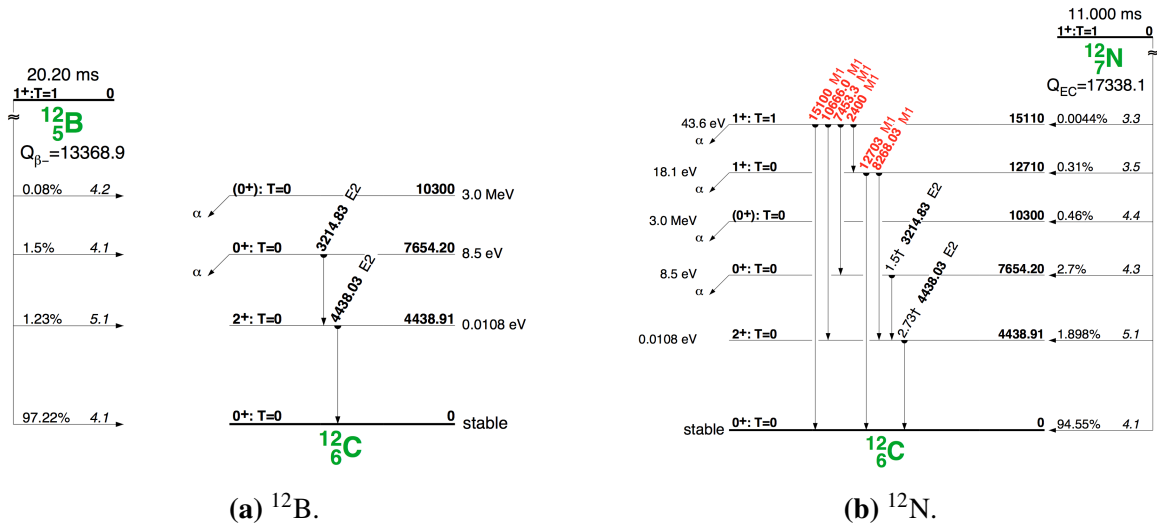 20.20 ms
1+:T=1 0
12 5 B
Qβ−=13368.9
0.08% 4.2
(0+): T=0 10300 3.0 MeV
α
1.5% 4.1
0+: T=0 7654.20 8.5 eV
α
3214.83 E2
1.23% 5.1
2+: T=0 4438.91 0.0108 eV
4438.03 E2
97.22% 4.1
0+: T=0 0 stable
12 6 C
(a) 12B.
11.000 ms
1+:T=1 0
12 7 N
QEC=17338.1
15100 M1
10666.0 M1
7453.3 M1
2400 M1
43.6 eV 1+: T=1 15110 0.0044% 3.3
α
12703 M1
8268.03 M1
18.1 eV 1+: T=0 12710 0.31% 3.5
α
3.0 MeV (0+): T=0 10300 0.46% 4.4
α
1.5† 3214.83 E2
8.5 eV 0+: T=0 7654.20 2.7% 4.3
α
2.73† 4438.03 E2
0.0108 eV 2+: T=0 4438.91 1.898% 5.1
stable 0+: T=0 0 94.55% 4.1
12 6 C
(b) 12N.